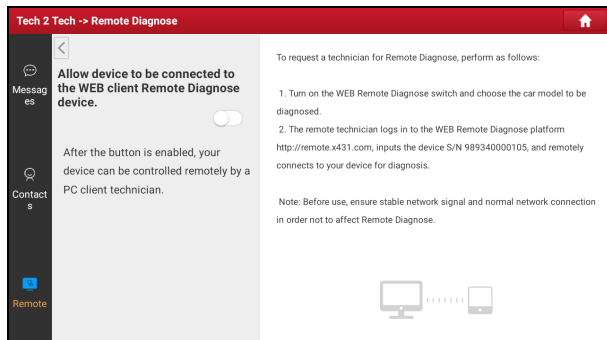 Tech 2 Tech -> Remote Diagnose
Messag
es
Contact
s
Remote
Allow device to be connected to
the WEB client Remote Diagnose
device.
After the button is enabled, your
device can be controlled remotely by a
PC client technician.
To request a technician for Remote Diagnose, perform as follows:
1. Turn on the WEB Remote Diagnose switch and choose the car model to be
diagnosed.
2. The remote technician logs in to the WEB Remote Diagnose platform
http://remote.x431.com, inputs the device S/N 989340000105, and remotely
connects to your device for diagnosis.
Note: Before use, ensure stable network signal and normal network connection
in order not to affect Remote Diagnose.